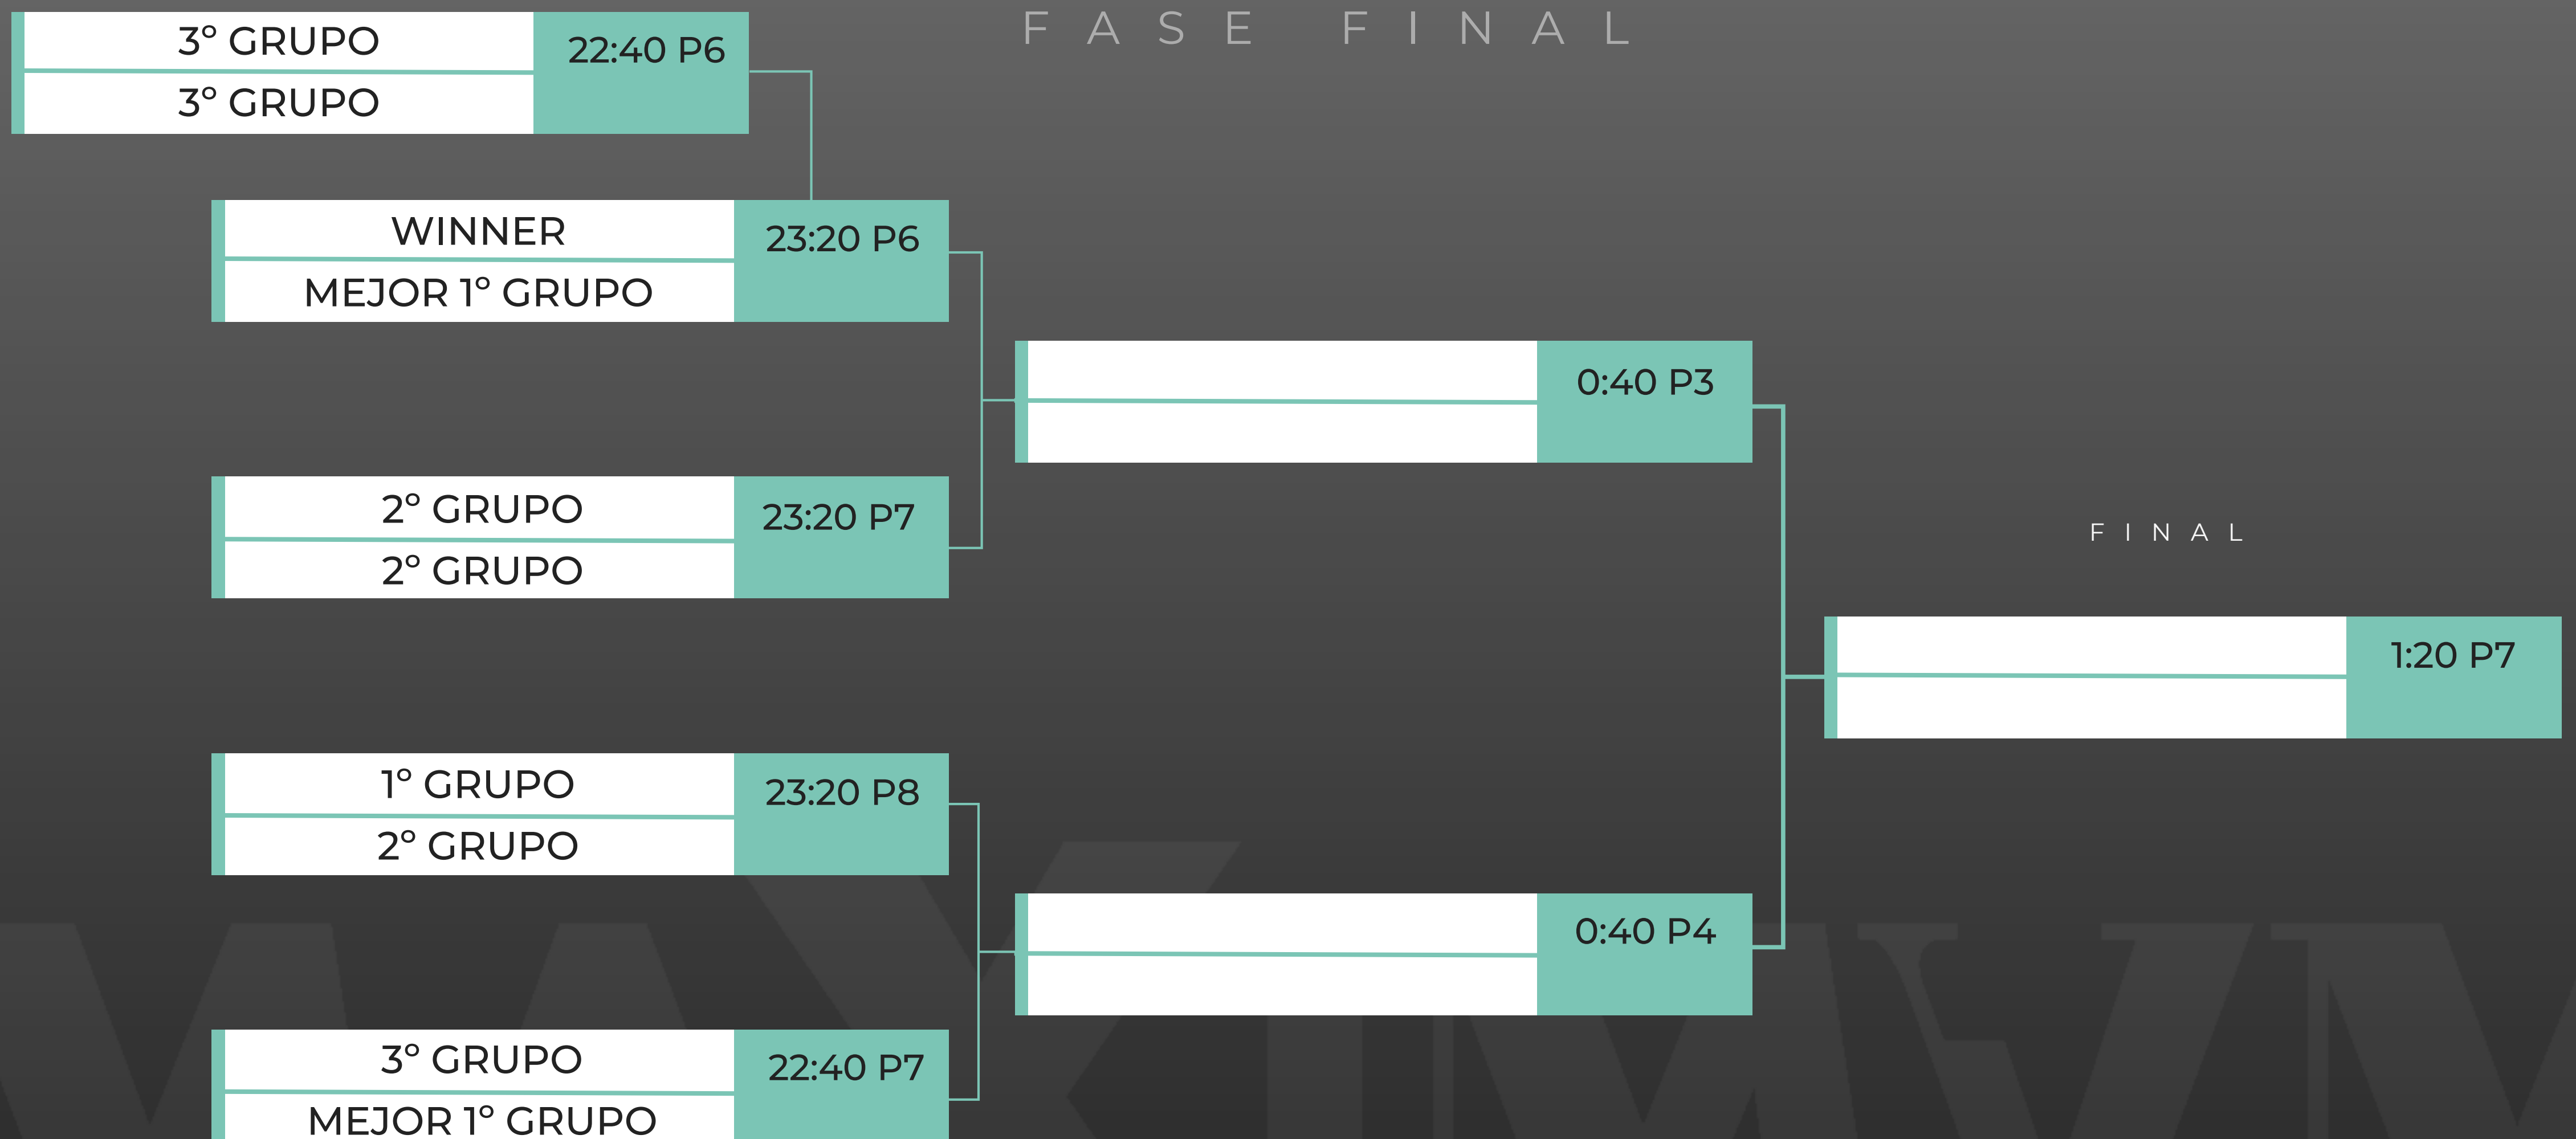 FASE FINAL
3º GRUPO
22:40 P6
3º GRUPO
WINNER
23:20 P6
MEJOR 1º GRUPO
0:40 P3
2º GRUPO
23:20 P7
2º GRUPO
FINAL
1:20 P7
1º GRUPO
23:20 P8
2º GRUPO
0:40 P4
3º GRUPO
22:40 P7
MEJOR 1º GRUPO